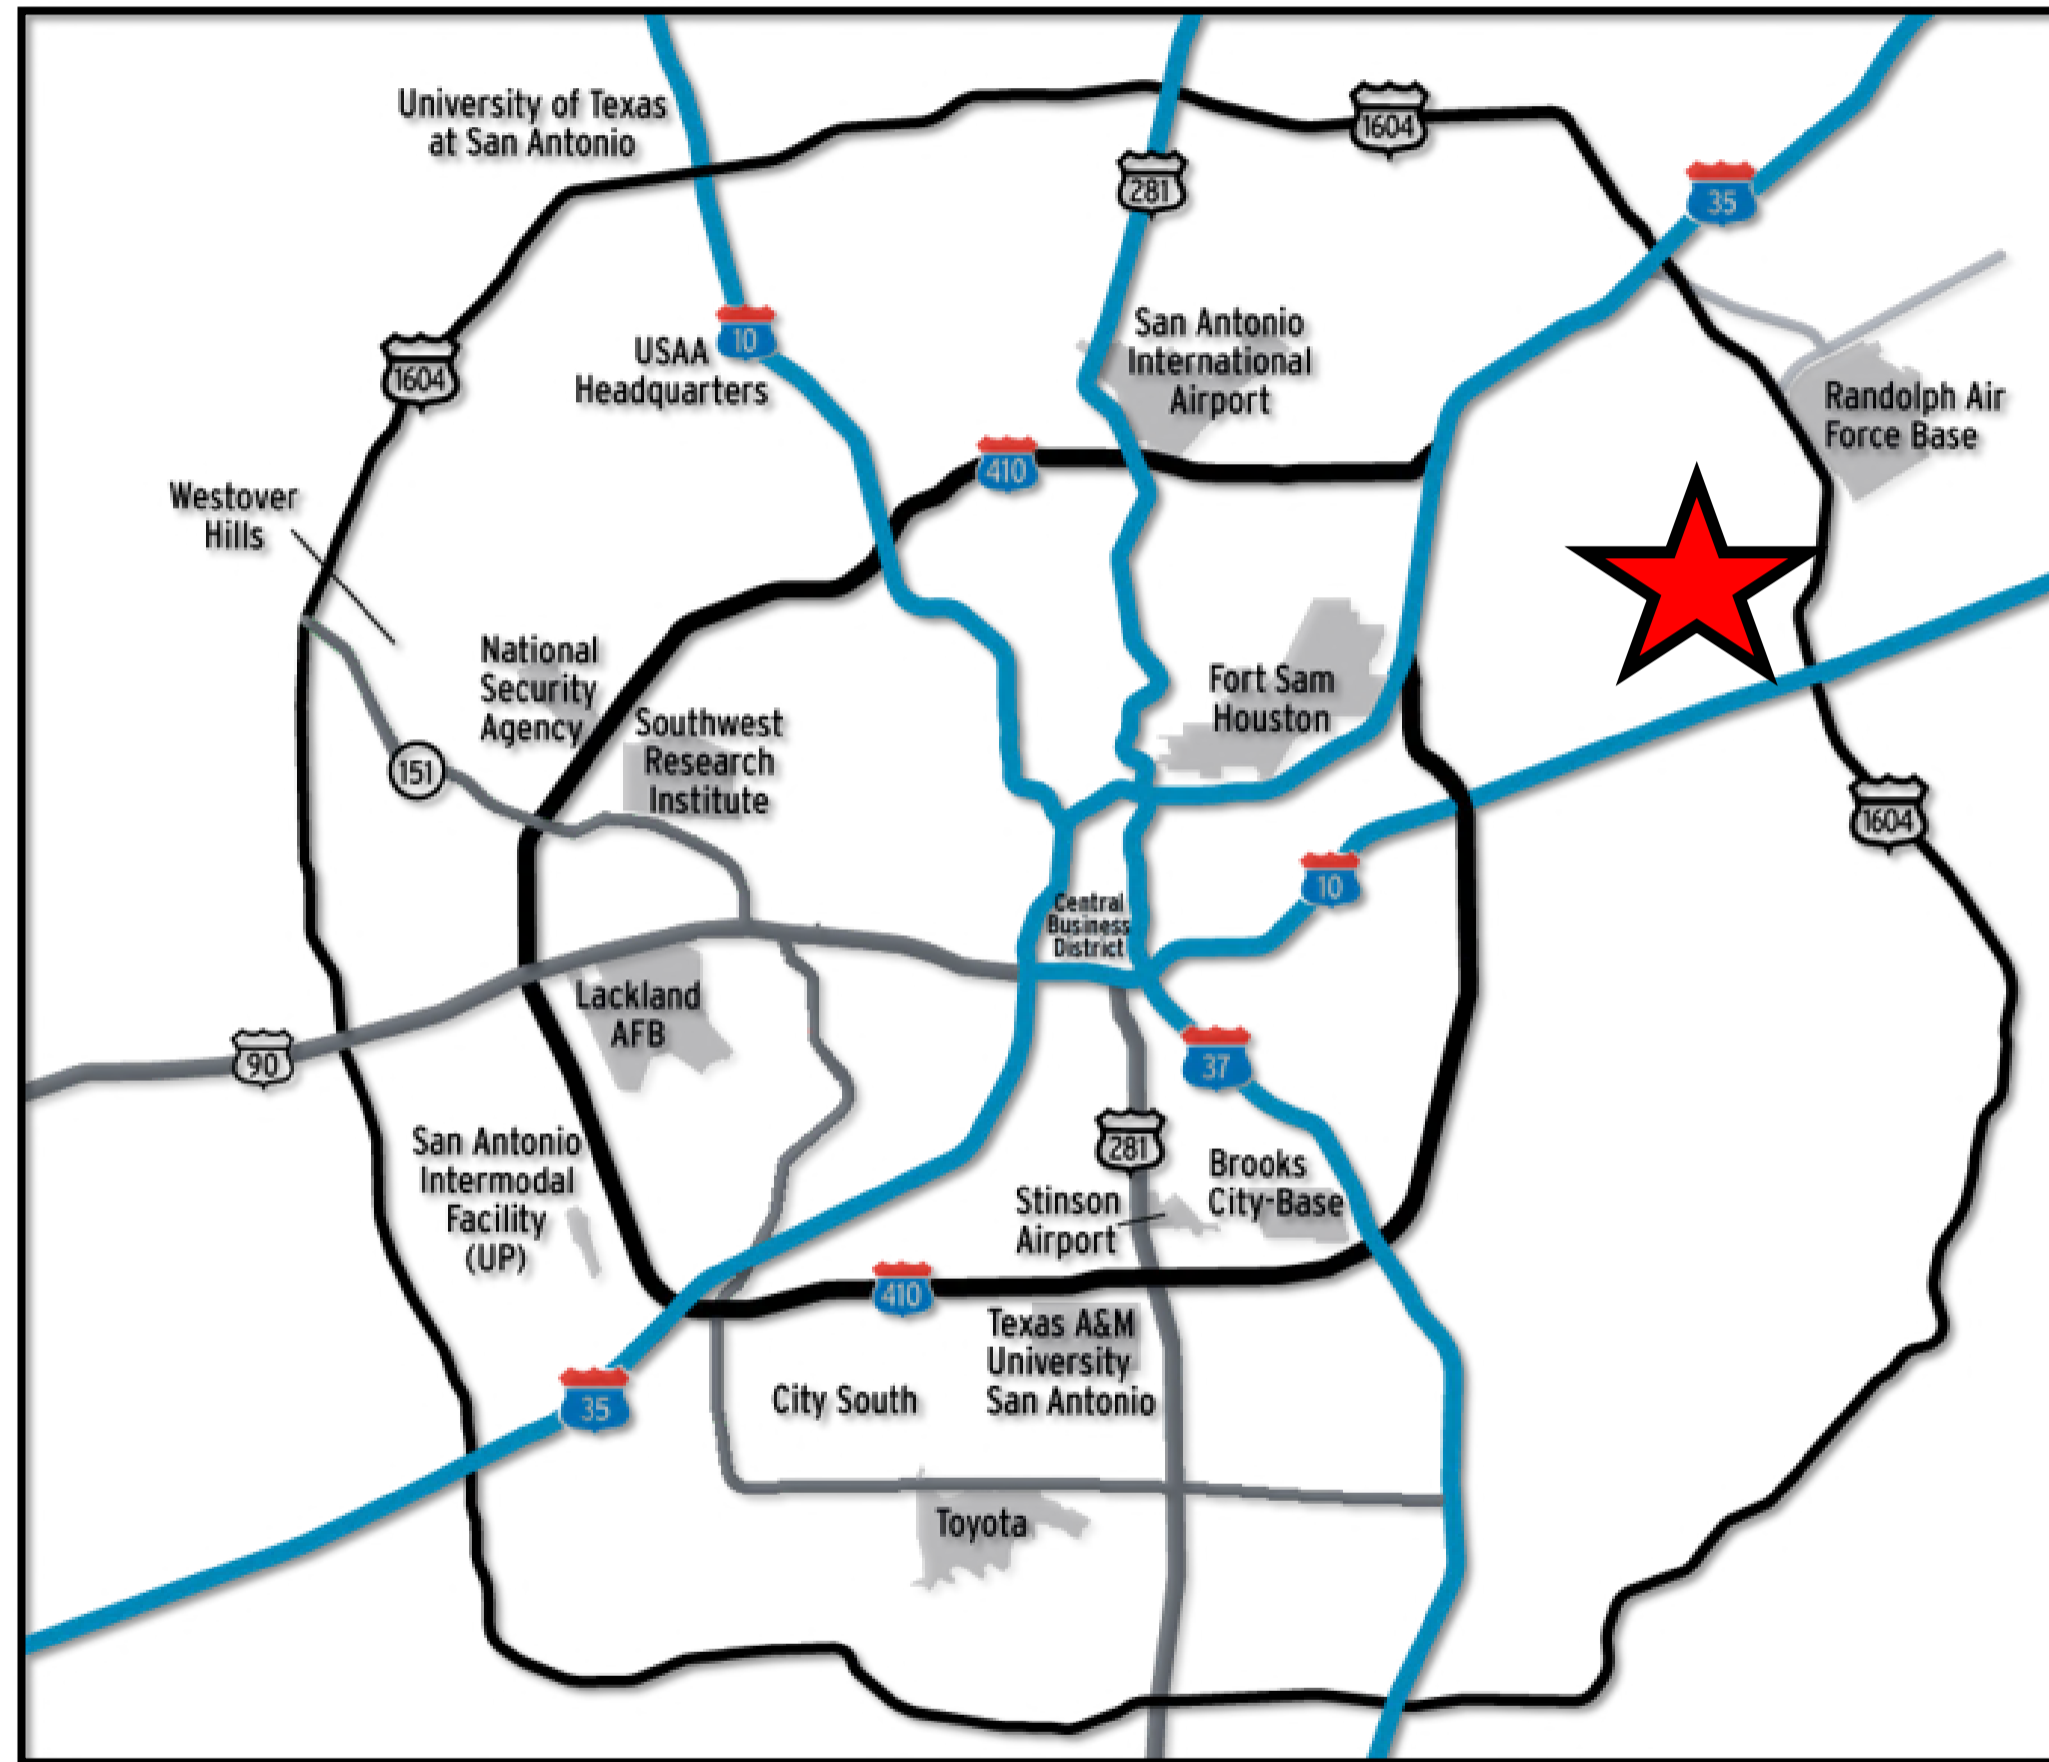 University of Texas
at San Antonio
1604
281
35
10
USAA
Headquarters
San Antonio
International
Airport
1604
Randolph Air
Force Base
410
Westover
Hills
National
Security
Agency
Southwest
Research
Institute
Fort Sam
Houston
151
1604
10
Central
Business
District
Lackland
AFB
90
37
281
San Antonio
Intermodal
Facility
(UP)
Stinson
Airport
Brooks
City-Base
410
Texas A&M
University
San Antonio
35
City South
Toyota